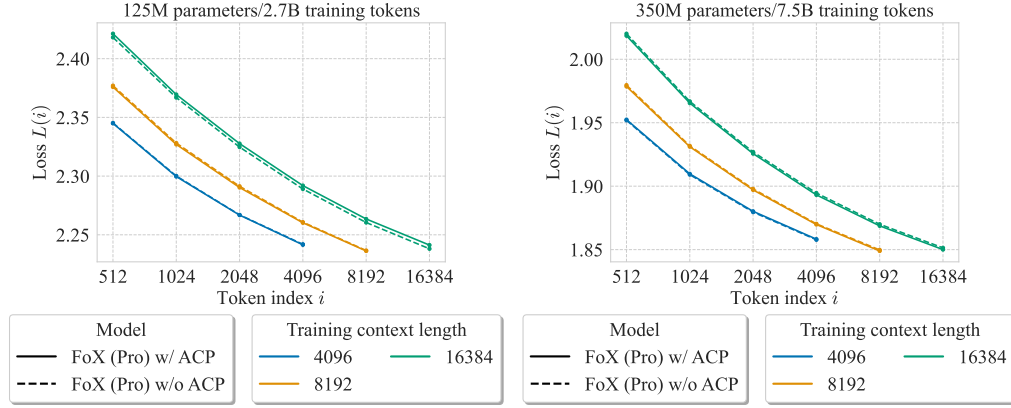 125M parameters/2.7B training tokens
Loss L(i)
2.40
2.35
2.30
2.25
512 1024 2048 4096 8192 16384
Token index i
Model
FoX (Pro) w/ ACP
FoX (Pro) w/o ACP
Training context length
4096 16384
8192
350M parameters/7.5B training tokens
Loss L(i)
2.00
1.95
1.90
1.85
512 1024 2048 4096 8192 16384
Token index i
Model
FoX (Pro) w/ ACP
FoX (Pro) w/o ACP
Training context length
4096 16384
8192